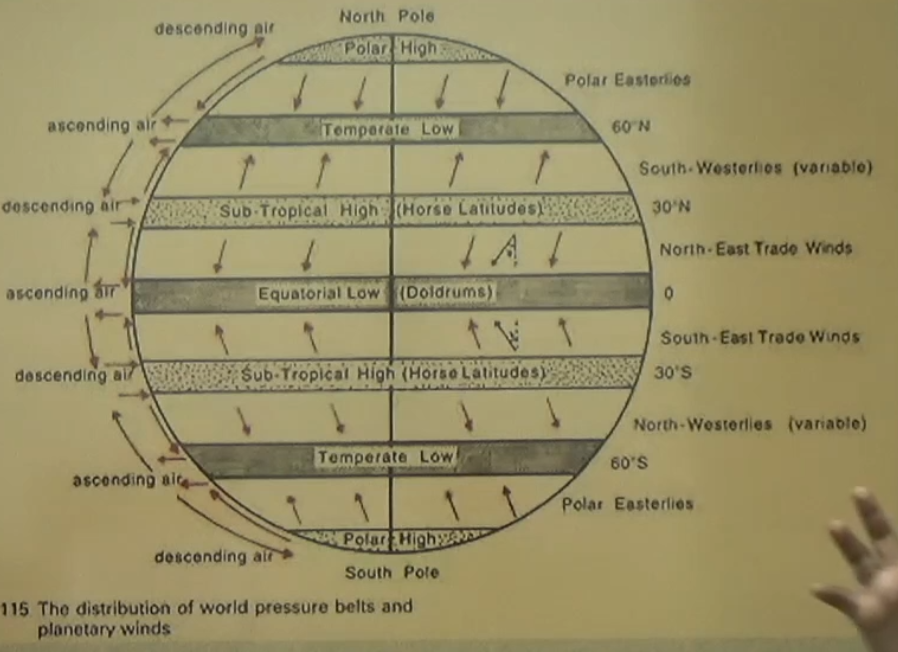 North Pole
descending air
Polar High
Polar Easterlies
ascending air
Temperate Low
60°N
South-Westerlies (variable)
descending air
Sub-Tropical High (Horse Latitudes)
30°N
North-East Trade Winds
ascending air
Equatorial Low (Doldrums)
0
South-East Trade Winds
descending air
Sub-Tropical High (Horse Latitudes)
30°S
North-Westerlies (variable)
Temperate Low
60°S
ascending air
Polar Easterlies
Polar High
descending air
South Pole
115 The distribution of world pressure belts and
planetary winds